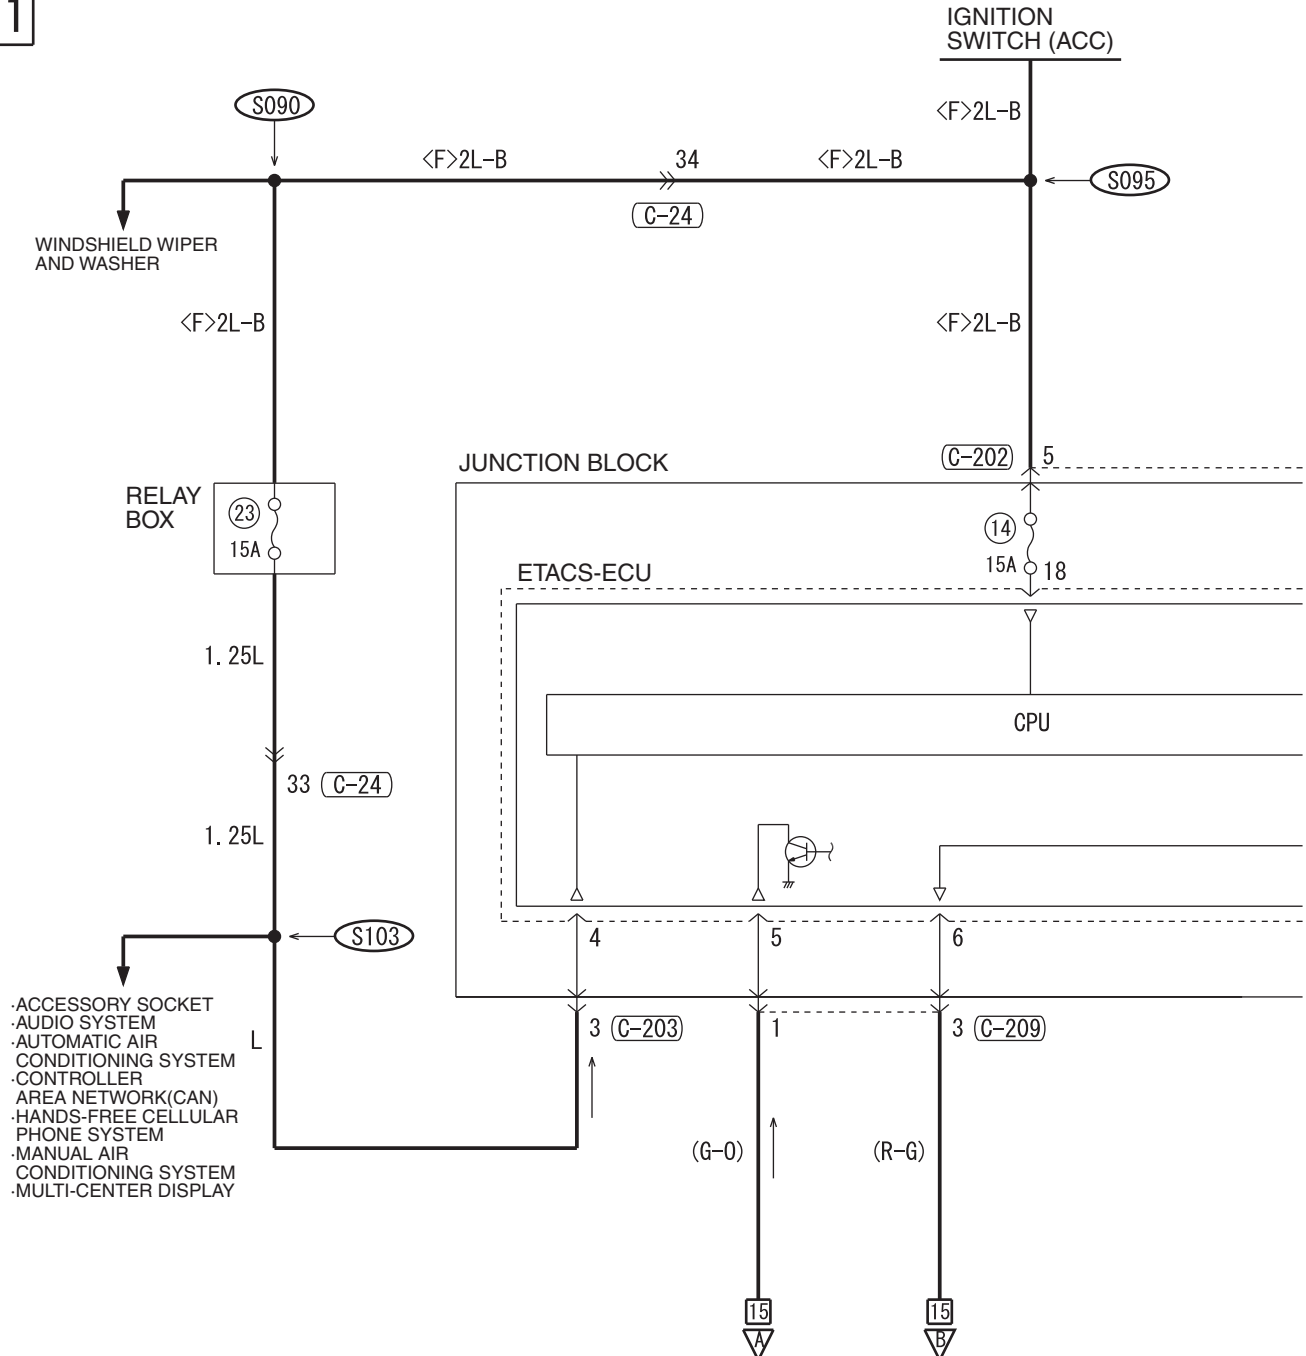 1
IGNITION
SWITCH (ACC)
<F>2L-B
S090
<F>2L-B
34
<F>2L-B
S095
C-24
WINDSHIELD WIPER
AND WASHER
<F>2L-B
<F>2L-B
JUNCTION BLOCK
C-202
5
RELAY
BOX
23
15A
14
15A
18
ETACS-ECU
1.25L
CPU
33
C-24
1.25L
S103
4
5
6
·ACCESSORY SOCKET
·AUDIO SYSTEM
·AUTOMATIC AIR
CONDITIONING SYSTEM
·CONTROLLER
AREA NETWORK(CAN)
·HANDS-FREE CELLULAR
PHONE SYSTEM
·MANUAL AIR
CONDITIONING SYSTEM
·MULTI-CENTER DISPLAY
L
3
C-203
1
3
C-209
(G-O)
(R-G)
15
15
A
B